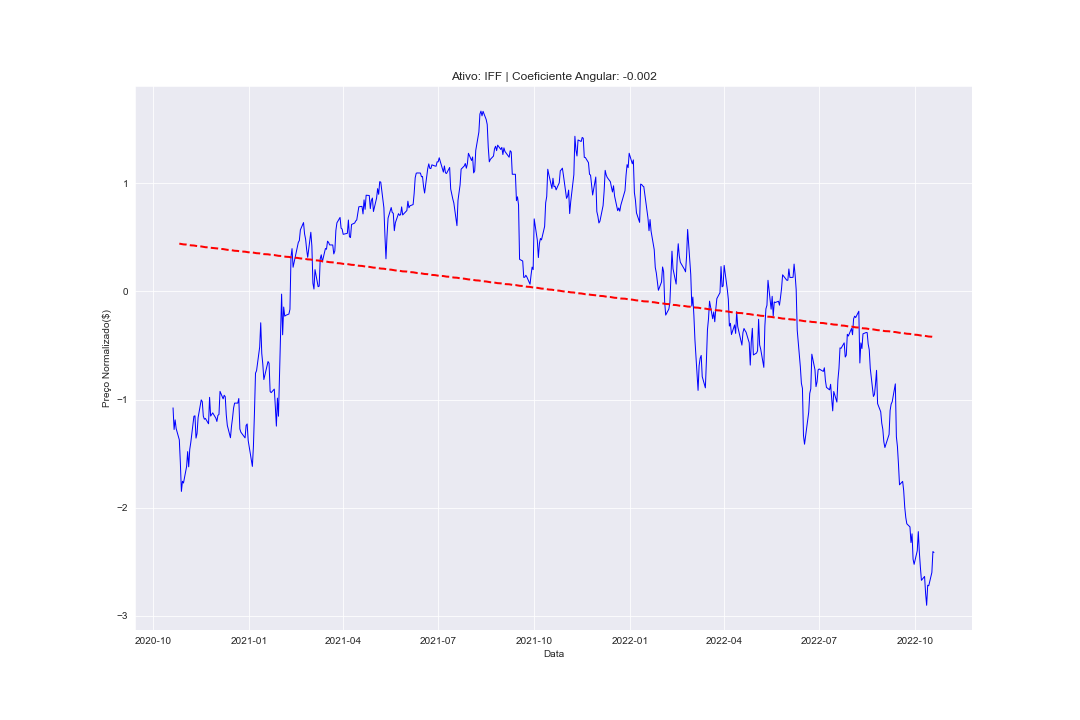 Ativo: IFF | Coeficiente Angular: -0.002
Preço Normalizado($)
1
0
−1
−2
−3
2020-10 2021-01 2021-04 2021-07 2021-10 2022-01 2022-04 2022-07 2022-10
Data